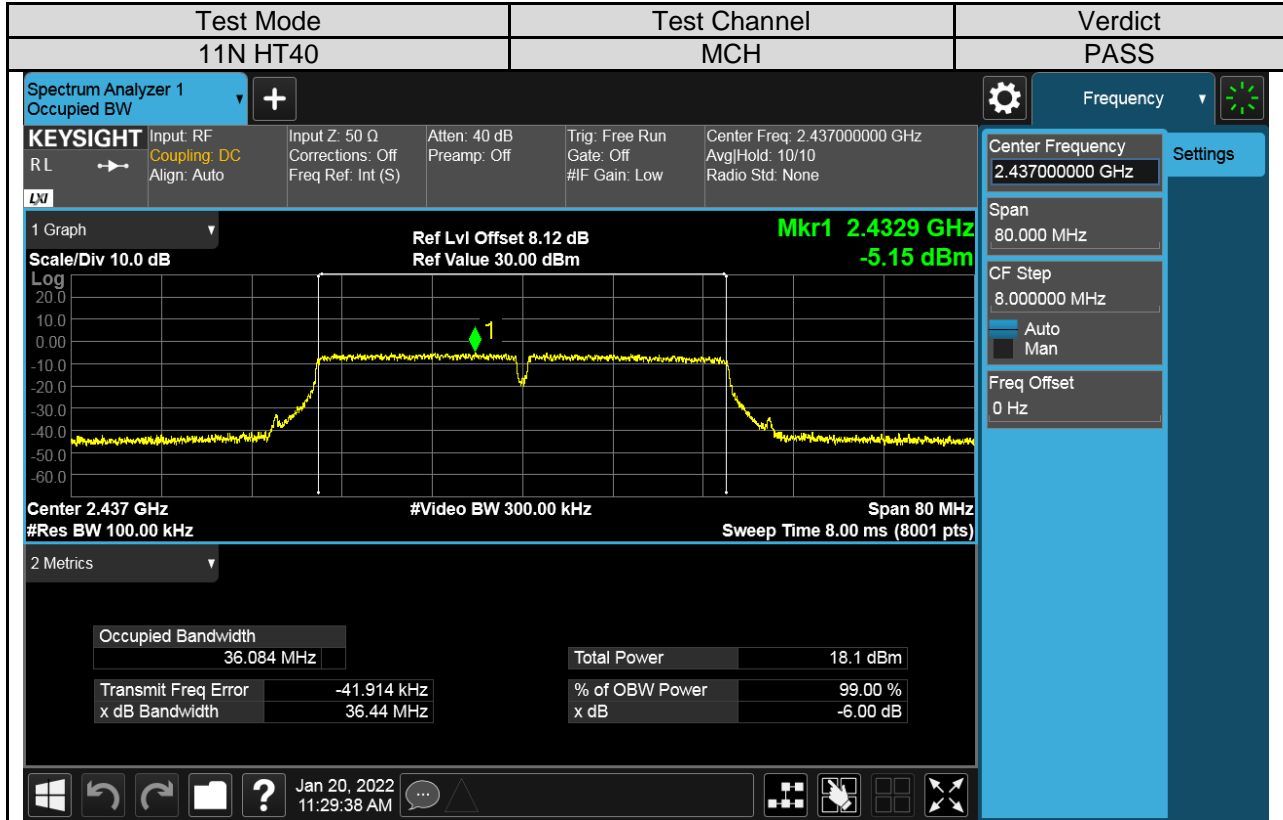 Test Mode Test Channel Verdict
11N HT40 MCH PASS
Spectrum Analyzer 1
Occupied BW
Frequency
KEYSIGHT
R L
LXI
Input: RF
Coupling: DC
Align: Auto
Input Z: 50 Ω
Corrections: Off
Freq Ref: Int (S)
Atten: 40 dB
Preamp: Off
Trig: Free Run
Gate: Off
#IF Gain: Low
Center Freq: 2.437000000 GHz
Avg|Hold: 10/10
Radio Std: None
Center Frequency
2.437000000 GHz
Settings
Span
80.000 MHz
CF Step
8.000000 MHz
Auto
Man
Freq Offset
0 Hz
1 Graph
Scale/Div 10.0 dB
Ref Lvl Offset 8.12 dB
Ref Value 30.00 dBm
Mkr1 2.4329 GHz
-5.15 dBm
Log
20.0
10.0
0.00
-10.0
-20.0
-30.0
-40.0
-50.0
-60.0
1
Center 2.437 GHz
#Res BW 100.00 kHz
#Video BW 300.00 kHz
Span 80 MHz
Sweep Time 8.00 ms (8001 pts)
2 Metrics
Occupied Bandwidth
36.084 MHz
Total Power 18.1 dBm
Transmit Freq Error -41.914 kHz
% of OBW Power 99.00 %
x dB Bandwidth 36.44 MHz
x dB -6.00 dB
?
Jan 20, 2022
11:29:38 AM